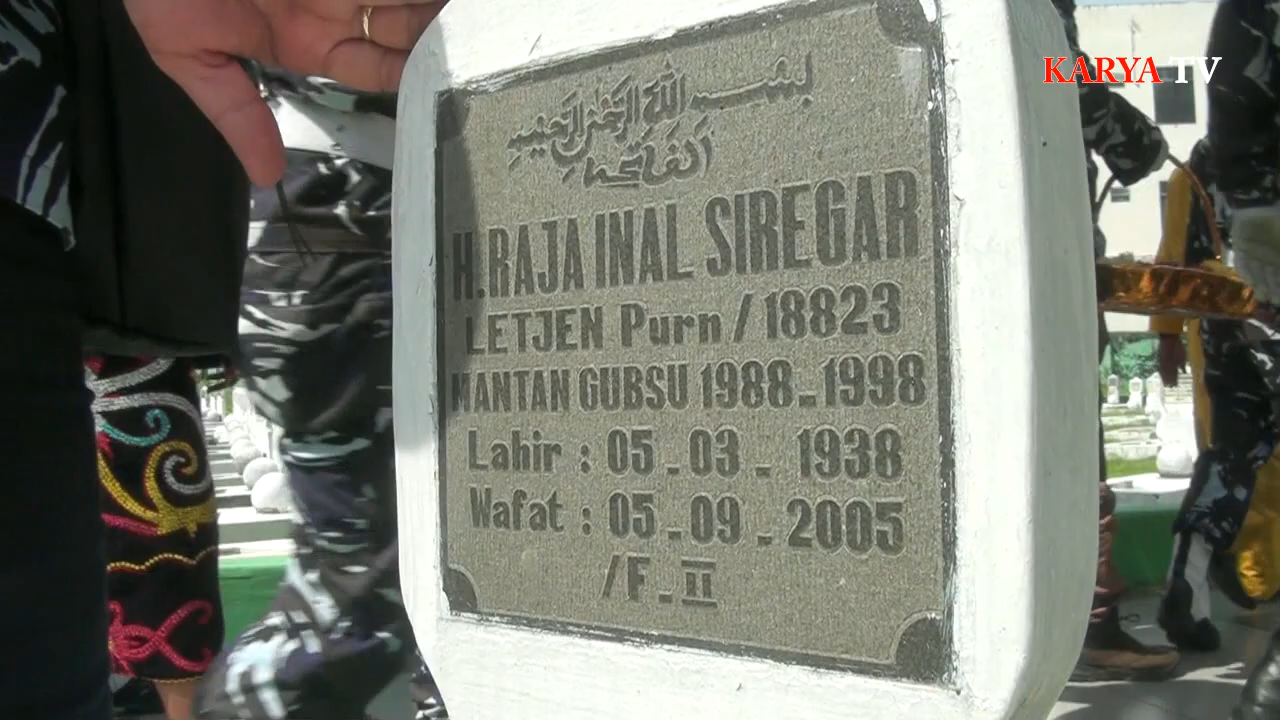 KARYA TV
بسم الله الرحمن الرحيم
الفاتحة
H.RAJA INAL SIREGAR
LETJEN Purn / 18823
MANTAN GUBSU 1988-1998
Lahir : 05 - 03 - 1938
Wafat : 05 - 09 - 2005
/F - II